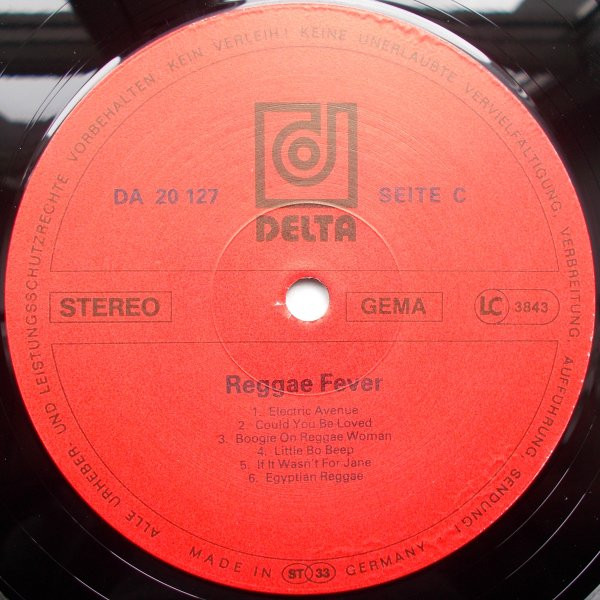 ALLE URHEBER- UND LEISTUNGSSCHUTZRECHTE VORBEHALTEN. KEIN VERLEIH! KEINE UNERLAUBTE VERVIELFÄLTIGUNG, VERBREITUNG, AUFFÜHRUNG, SENDUNG!
DELTA
DA 20 127
SEITE C
STEREO
GEMA
LC 3843
Reggae Fever
1. Electric Avenue
2. Could You Be Loved
3. Boogie On Reggae Woman
4. Little Bo Beep
5. If It Wasn't For Jane
6. Egyptian Reggae
MADE IN ST 33 GERMANY